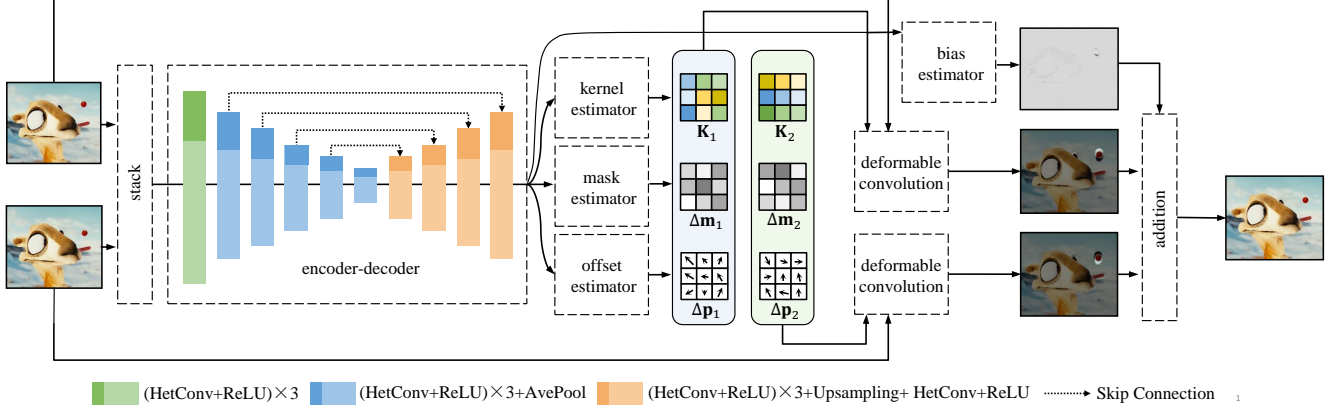 stack
encoder-decoder
kernel
estimator
mask
estimator
offset
estimator
K₁
Δm₁
Δp₁
K₂
Δm₂
Δp₂
bias
estimator
deformable
convolution
deformable
convolution
addition
(HetConv+ReLU)×3
(HetConv+ReLU)×3+AvePool
(HetConv+ReLU)×3+Upsampling+ HetConv+ReLU
Skip Connection
1